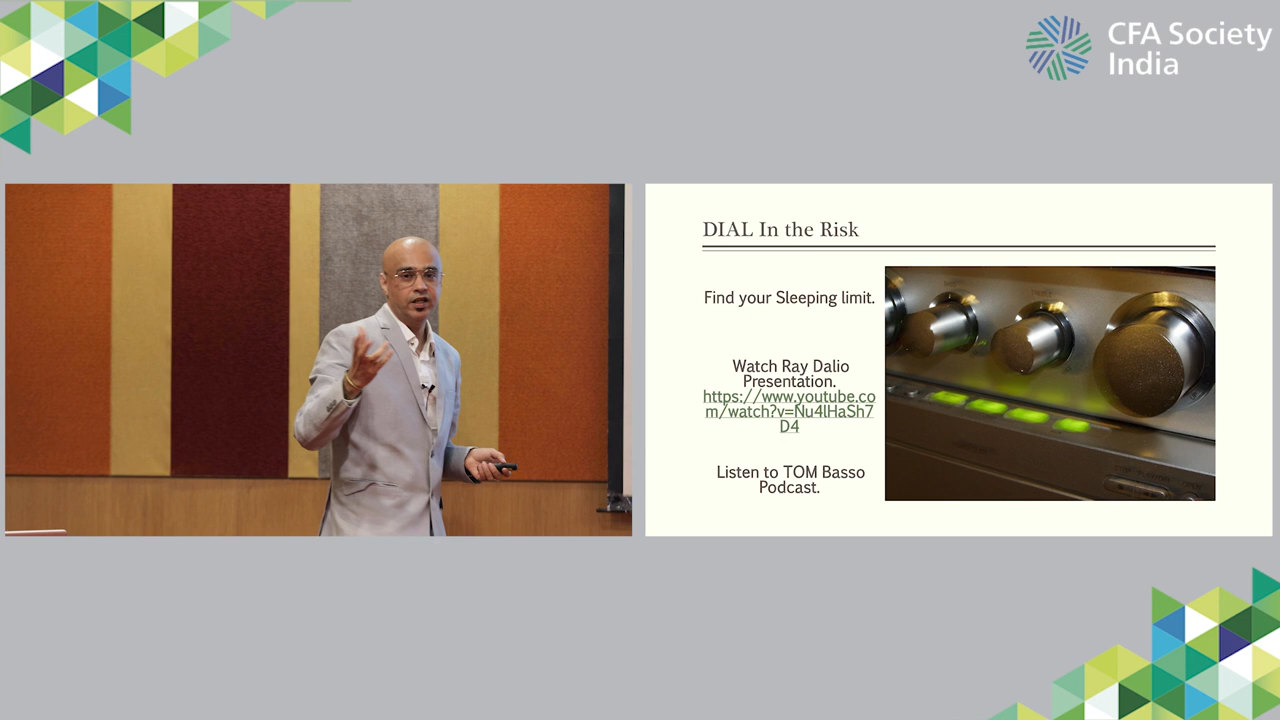 CFA Society
India
DIAL In the Risk
Find your Sleeping limit.
Watch Ray Dalio
Presentation.
https://www.youtube.co
m/watch?v=Nu4lHaSh7
D4
Listen to TOM Basso
Podcast.